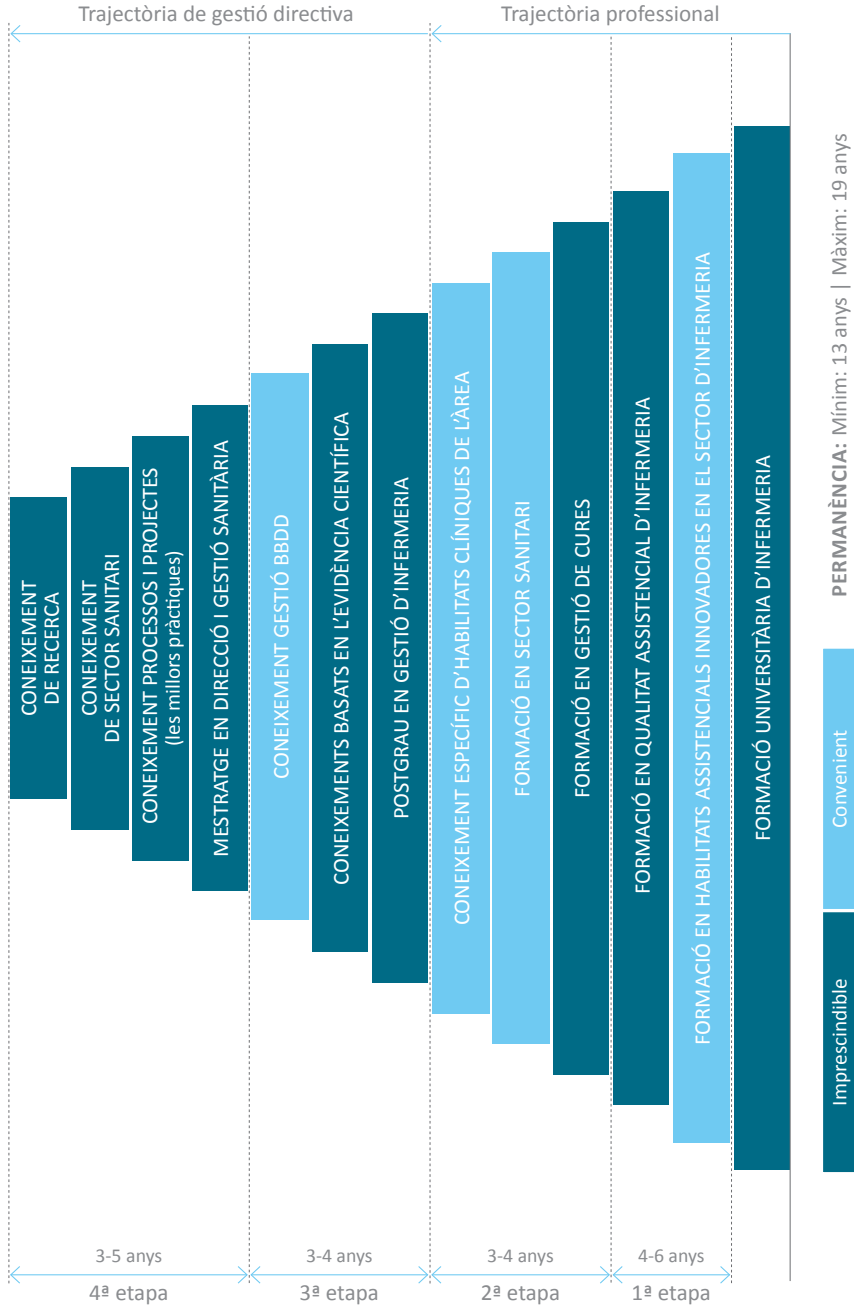 Trajectòria de gestió directiva
Trajectòria professional
CONEIXEMENT
DE RECERCA
CONEIXEMENT
DE SECTOR SANITARI
CONEIXEMENT PROCESSOS I PROJECTES
(les millors pràctiques)
MESTRATGE EN DIRECCIÓ I GESTIÓ SANITÀRIA
CONEIXEMENT GESTIÓ BBDD
CONEIXEMENTS BASATS EN L’EVIDÈNCIA CIENTÍFICA
POSTGRAU EN GESTIÓ D’INFERMERIA
CONEIXEMENT ESPECÍFIC D’HABILITATS CLÍNIQUES DE L’ÀREA
FORMACIÓ EN SECTOR SANITARI
FORMACIÓ EN GESTIÓ DE CURES
FORMACIÓ EN QUALITAT ASSISTENCIAL D’INFERMERIA
FORMACIÓ EN HABILITATS ASSISTENCIALS INNOVADORES EN EL SECTOR D’INFERMERIA
FORMACIÓ UNIVERSITÀRIA D’INFERMERIA
PERMANÈNCIA: Mínim: 13 anys | Màxim: 19 anys
Convenient
Imprescindible
3-5 anys
3-4 anys
3-4 anys
4-6 anys
4ª etapa
3ª etapa
2ª etapa
1ª etapa